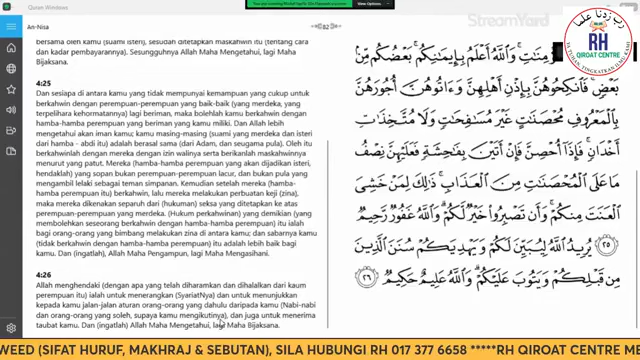 Quran Windows
82
StreamYard
An-Nisa
bersama oleh kamu (suami isteri), sesudah ditetapkan maskahwin itu (tentang cara
dan kadar pembayarannya). Sesungguhnya Allah Maha Mengetahui, lagi Maha
Bijaksana.
4:25
Dan sesiapa di antara kamu yang tidak mempunyai kemampuan yang cukup untuk
berkahwin dengan perempuan-perempuan yang baik-baik (yang merdeka, yang
terpelihara kehormatannya) lagi beriman, maka bolehlah kamu berkahwin dengan
hamba-hamba perempuan yang beriman yang kamu miliki. Dan Allah lebih
mengetahui akan iman kamu; kamu masing-masing (suami yang merdeka dan isteri
dari hamba - abdi itu) adalah berasal sama (dari Adam, dan seugama pula). Oleh itu
berkahwinlah dengan mereka dengan izin walinya serta berikanlah maskahwinnya
menurut yang patut. Mereka (hamba-hamba perempuan yang akan dijadikan isteri,
hendaklah) yang sopan bukan perempuan-perempuan lacur, dan bukan pula yang
mengambil lelaki sebagai teman simpanan. Kemudian setelah mereka (hamba-
hamba perempuan itu) berkahwin, lalu mereka melakukan perbuatan keji (zina),
maka mereka dikenakan separuh dari (hukuman) seksa yang ditetapkan ke atas
perempuan-perempuan yang merdeka. (Hukum perkahwinan) yang demikian (yang
membolehkan seseorang berkahwin dengan hamba-hamba perempuan) itu ialah
bagi orang-orang yang bimbang melakukan zina di antara kamu; dan sabarnya kamu
(tidak berkahwin dengan hamba-hamba perempuan) itu adalah lebih baik bagi
kamu. Dan (ingatlah), Allah Maha Pengampun, lagi Maha Mengasihani.
4:26
Allah menghendaki (dengan apa yang telah diharamkan dan dihalalkan dari kaum
perempuan itu) ialah untuk menerangkan (SyariatNya) dan untuk menunjukkan
kepada kamu jalan-jalan aturan orang-orang yang dahulu daripada kamu (Nabi-nabi
dan orang-orang yang soleh, supaya kamu mengikutinya), dan juga untuk menerima
taubat kamu. Dan (ingatlah) Allah Maha Mengetahui, lagi Maha Bijaksana.
وَٱللَّهُ أَعْلَمُ بِإِيمَٰنِكُمۚ بَعْضُكُم مِّنۢ
بَعْضٖۚ فَٱنكِحُوهُنَّ بِإِذْنِ أَهْلِهِنَّ وَءَاتُوهُنَّ أُجُورَهُنَّ
بِٱلْمَعْرُوفِ مُحْصَنَٰتٍ غَيْرَ مُسَٰفِحَٰتٖ وَلَا مُتَّخِذَٰتِ
أَخْدَانٖۚ فَإِذَآ أُحْصِنَّ فَإِنْ أَتَيْنَ بِفَٰحِشَةٖ فَعَلَيْهِنَّ نِصْفُ
مَا عَلَى ٱلْمُحْصَنَٰتِ مِنَ ٱلْعَذَابِۚ ذَٰلِكَ لِمَنْ خَشِيَ
ٱلْعَنَتَ مِنكُمْۚ وَأَن تَصْبِرُوا۟ خَيْرٌ لَّكُمْۗ وَٱللَّهُ غَفُورٌ رَّحِيمٌ
٢٥ يُرِيدُ ٱللَّهُ لِيُبَيِّنَ لَكُمْ وَيَهْدِيَكُمْ سُنَنَ ٱلَّذِينَ
مِن قَبْلِكُمْ وَيَتُوبَ عَلَيْكُمْۗ وَٱللَّهُ عَلِيمٌ حَكِيمٌ ٢٦
رب زدنا علما
RH
QIROAT CENTRE
WEED (SIFAT HURUF, MAKHRAJ & SEBUTAN), SILA HUBUNGI RH 017 377 6658 ****RH QIROAT CENTRE